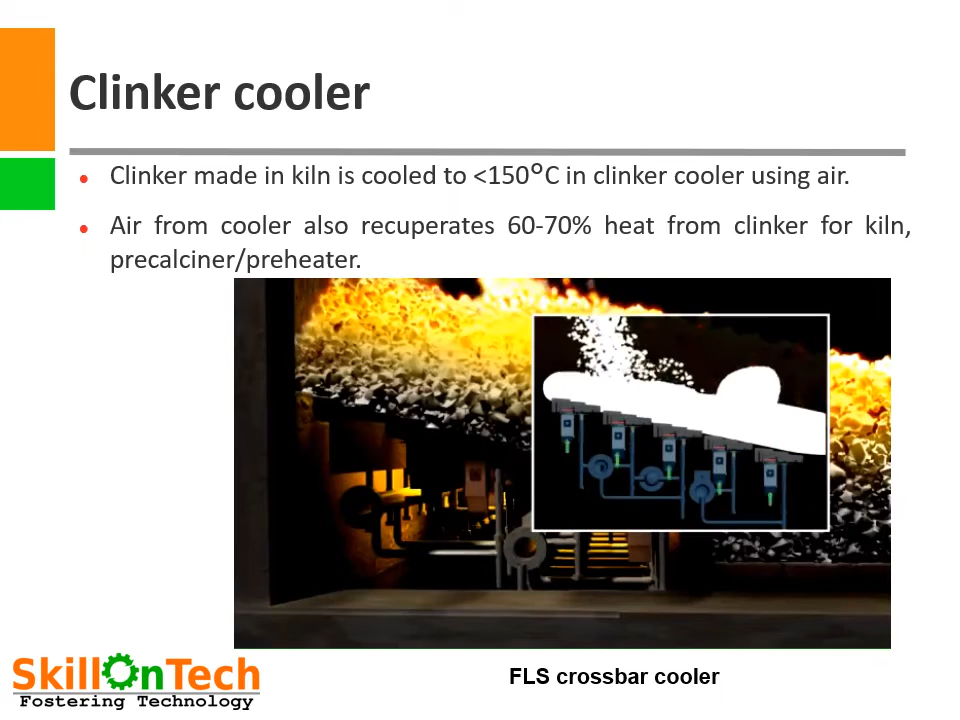 Clinker cooler
Clinker made in kiln is cooled to <150°C in clinker cooler using air.
Air from cooler also recuperates 60-70% heat from clinker for kiln,
precalciner/preheater.
SkillOnTech
Fostering Technology
FLS crossbar cooler